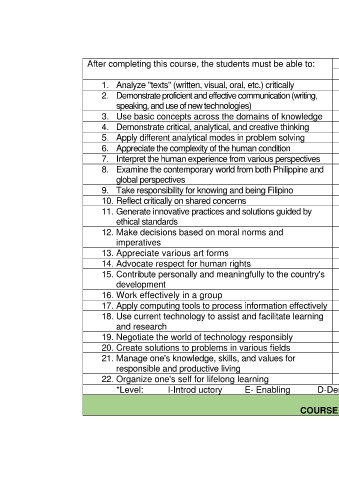 After completing this course, the students must be able to:
1. Analyze "texts" (written, visual, oral, etc.) critically
2. Demonstrate proficient and effective communication (writing,
speaking, and use of new technologies)
3. Use basic concepts across the domains of knowledge
4. Demonstrate critical, analytical, and creative thinking
5. Apply different analytical modes in problem solving
6. Appreciate the complexity of the human condition
7. Interpret the human experience from various perspectives
8. Examine the contemporary world from both Philippine and
global perspectives
9. Take responsibility for knowing and being Filipino
10. Reflect critically on shared concerns
11. Generate innovative practices and solutions guided by
ethical standards
12. Make decisions based on moral norms and
imperatives
13. Appreciate various art forms
14. Advocate respect for human rights
15. Contribute personally and meaningfully to the country's
development
16. Work effectively in a group
17. Apply computing tools to process information effectively
18. Use current technology to assist and facilitate learning
and research
19. Negotiate the world of technology responsibly
20. Create solutions to problems in various fields
21. Manage one's knowledge, skills, and values for
responsible and productive living
22. Organize one's self for lifelong learning
*Level: I-Introd uctory E- Enabling D-De
COURSE